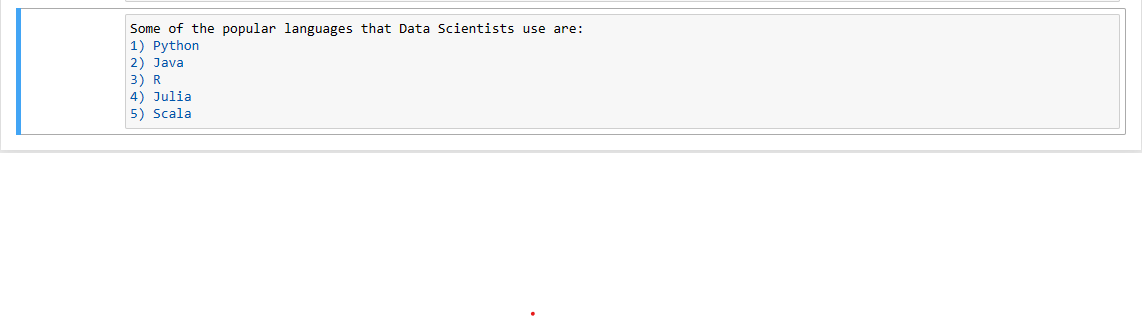 Some of the popular languages that Data Scientists use are:
1) Python
2) Java
3) R
4) Julia
5) Scala